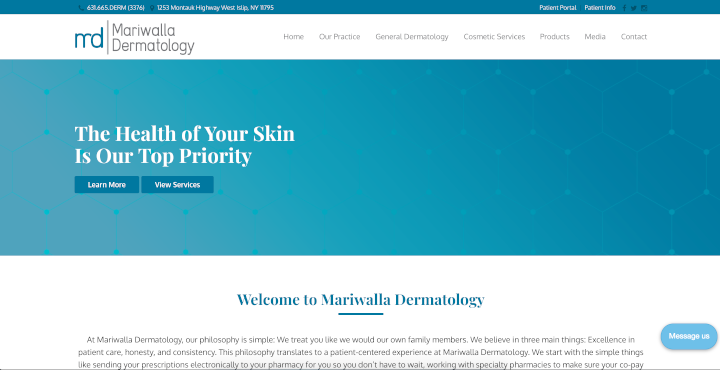 631.665.DERM (3376) 1253 Montauk Highway West Islip, NY 11795 Patient Portal Patient Info
md Mariwalla Dermatology
Home Our Practice General Dermatology Cosmetic Services Products Media Contact
The Health of Your Skin
Is Our Top Priority
Learn More View Services
Welcome to Mariwalla Dermatology
At Mariwalla Dermatology, our philosophy is simple: We treat you like we would our own family members. We believe in three main things: Excellence in
patient care, honesty, and consistency. This philosophy translates to a patient-centered experience at Mariwalla Dermatology. We start with the simple things
like sending your prescriptions electronically to your pharmacy for you so you don't have to wait, working with specialty pharmacies to make sure your co-pay
Message us